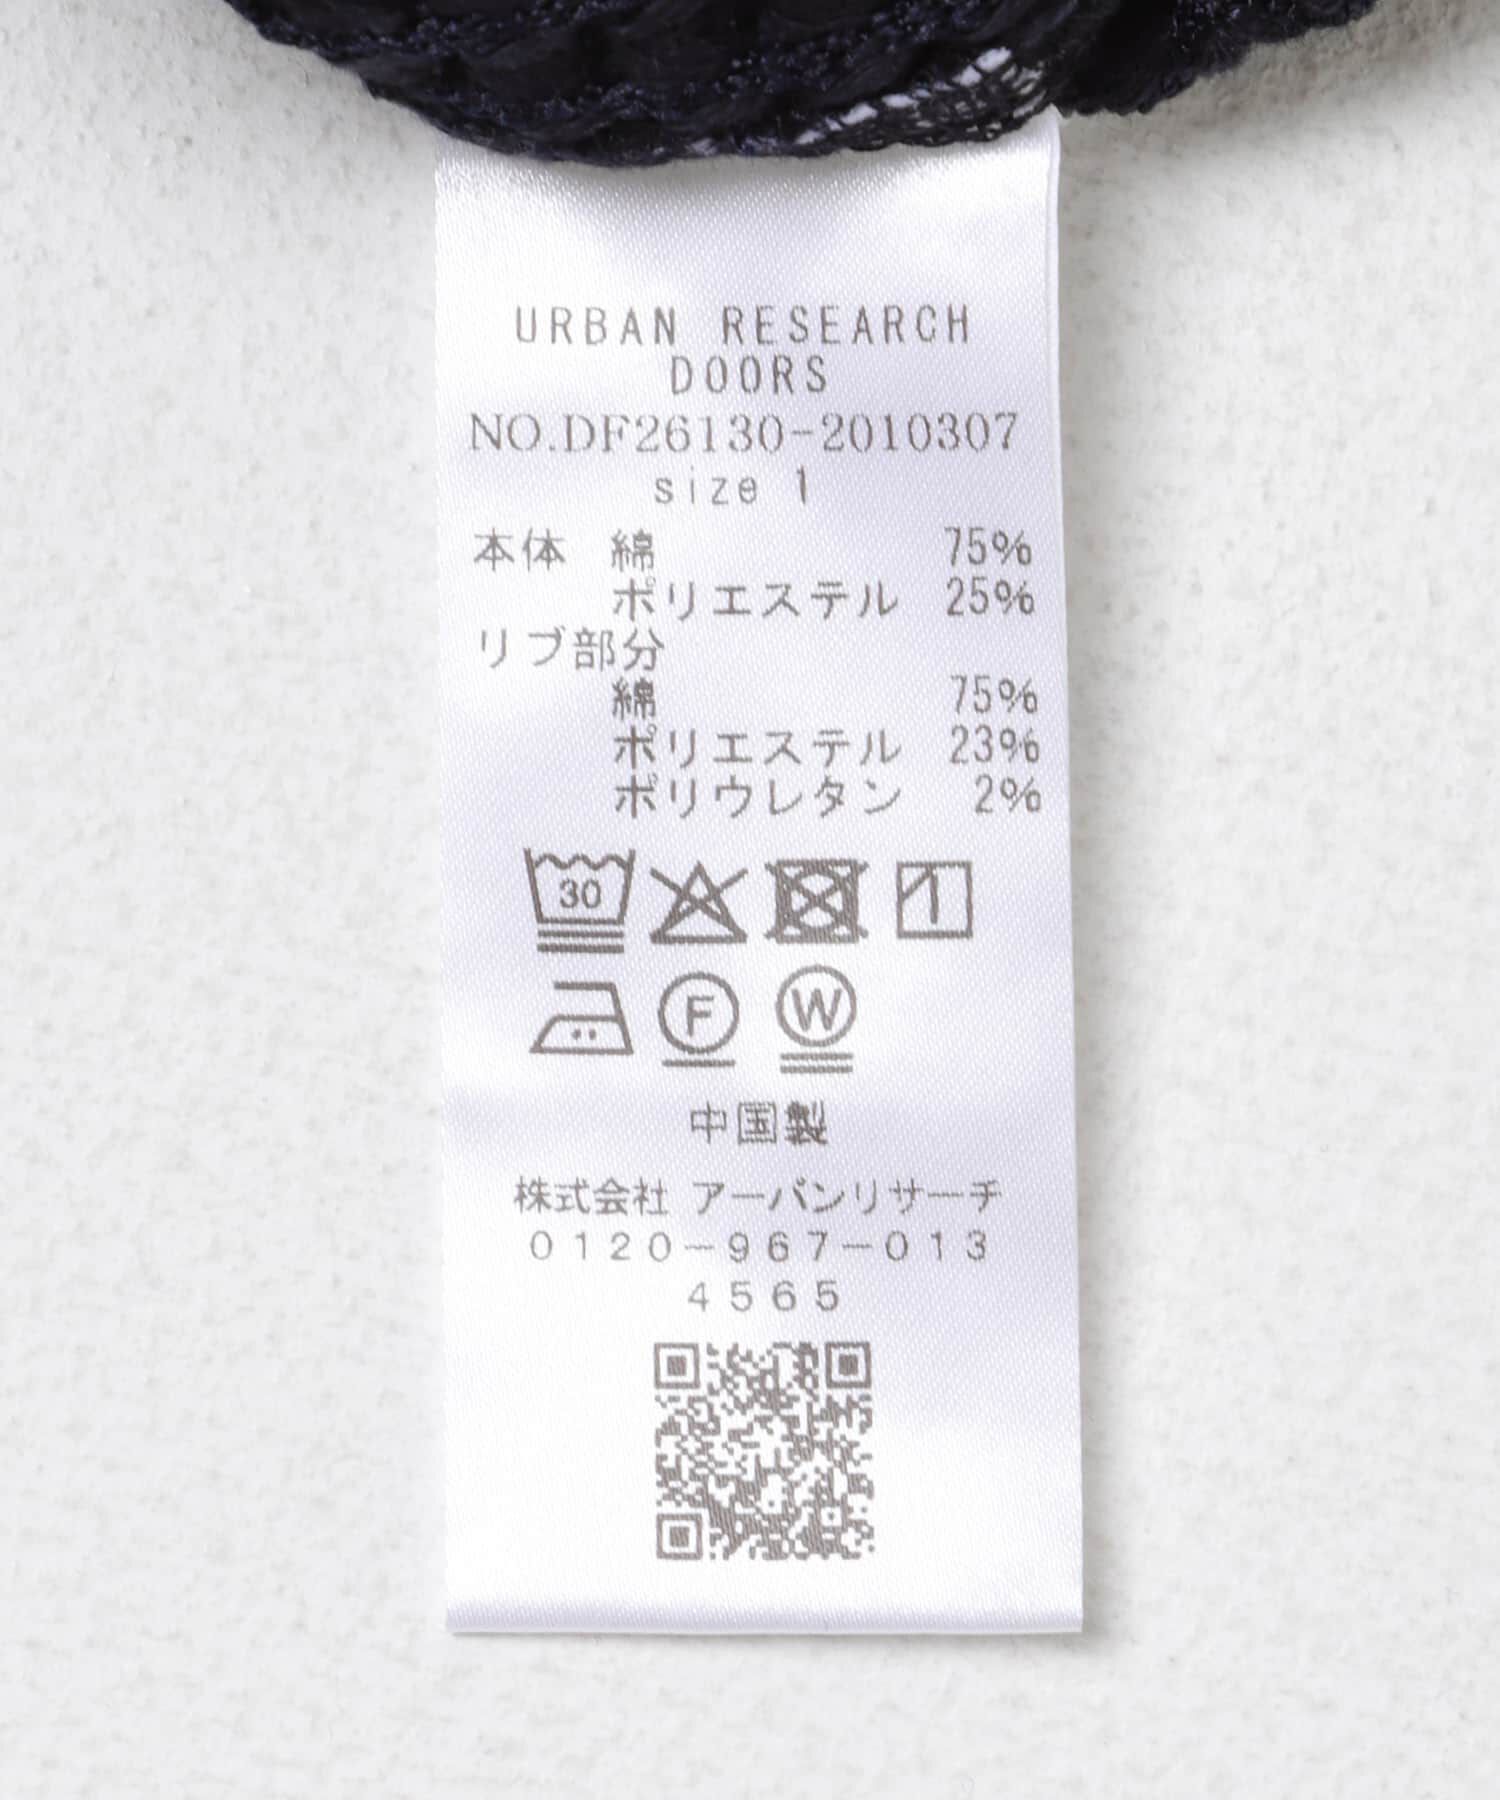 URBAN RESEARCH
DOORS
NO.DF26130-2010307
size 1
本体 綿 75%
ポリエステル 25%
リブ部分
綿 75%
ポリエステル 23%
ポリウレタン 2%
30
F W
中国製
株式会社 アーバンリサーチ
0120-967-013
4565